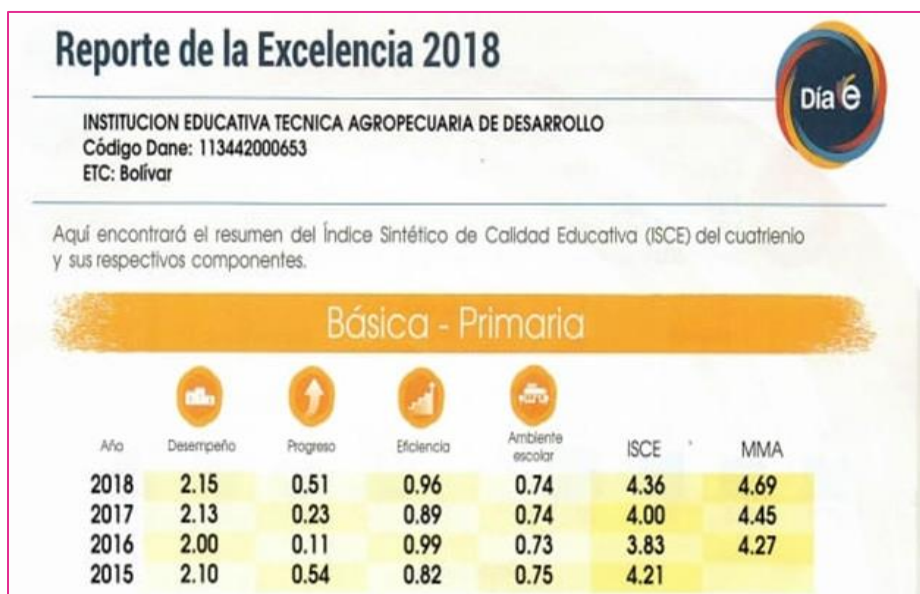 Reporte de la Excelencia 2018
Día é
INSTITUCION EDUCATIVA TECNICA AGROPECUARIA DE DESARROLLO
Código Dane: 113442000653
ETC: Bolívar
Aquí encontrará el resumen del Índice Sintético de Calidad Educativa (ISCE) del cuatrienio
y sus respectivos componentes.
Básica - Primaria
Año Desempeño Progreso Eficiencia Ambiente escolar ISCE MMA
2018 2.15 0.51 0.96 0.74 4.36 4.69
2017 2.13 0.23 0.89 0.74 4.00 4.45
2016 2.00 0.11 0.99 0.73 3.83 4.27
2015 2.10 0.54 0.82 0.75 4.21